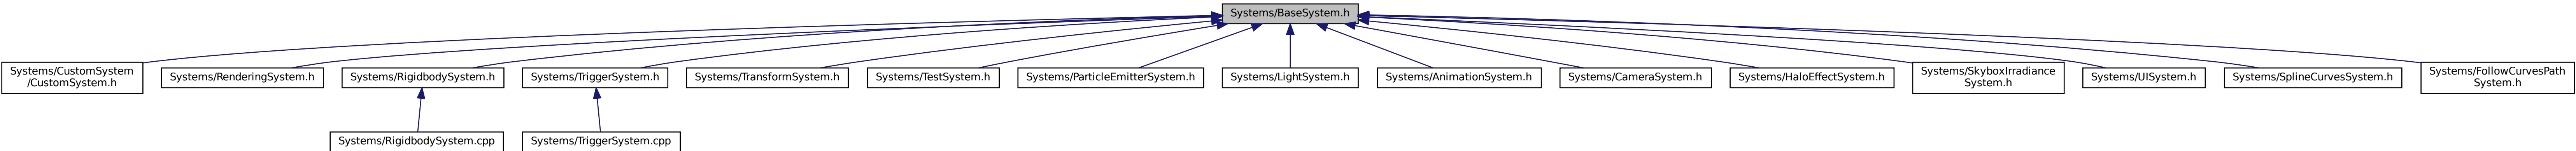 Systems/BaseSystem.h
Systems/CustomSystem
/CustomSystem.h
Systems/RenderingSystem.h
Systems/RigidbodySystem.h
Systems/TriggerSystem.h
Systems/TransformSystem.h
Systems/TestSystem.h
Systems/ParticleEmitterSystem.h
Systems/LightSystem.h
Systems/AnimationSystem.h
Systems/CameraSystem.h
Systems/HaloEffectSystem.h
Systems/SkyboxIrradiance
System.h
Systems/UISystem.h
Systems/SplineCurvesSystem.h
Systems/FollowCurvesPath
System.h
Systems/RigidbodySystem.cpp
Systems/TriggerSystem.cpp